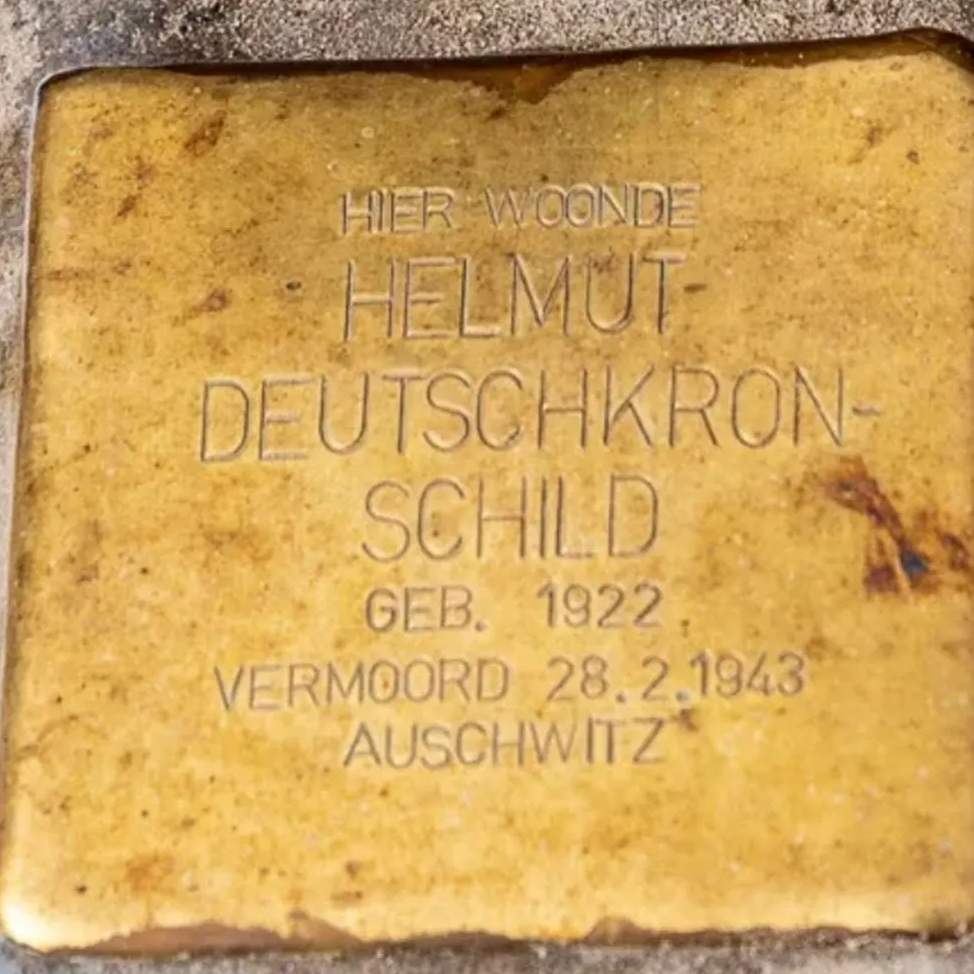 HIER WOONDE
HELMUT
DEUTSCHKRON-
SCHILD
GEB. 1922
VERMOORD 28.2.1943
AUSCHWITZ